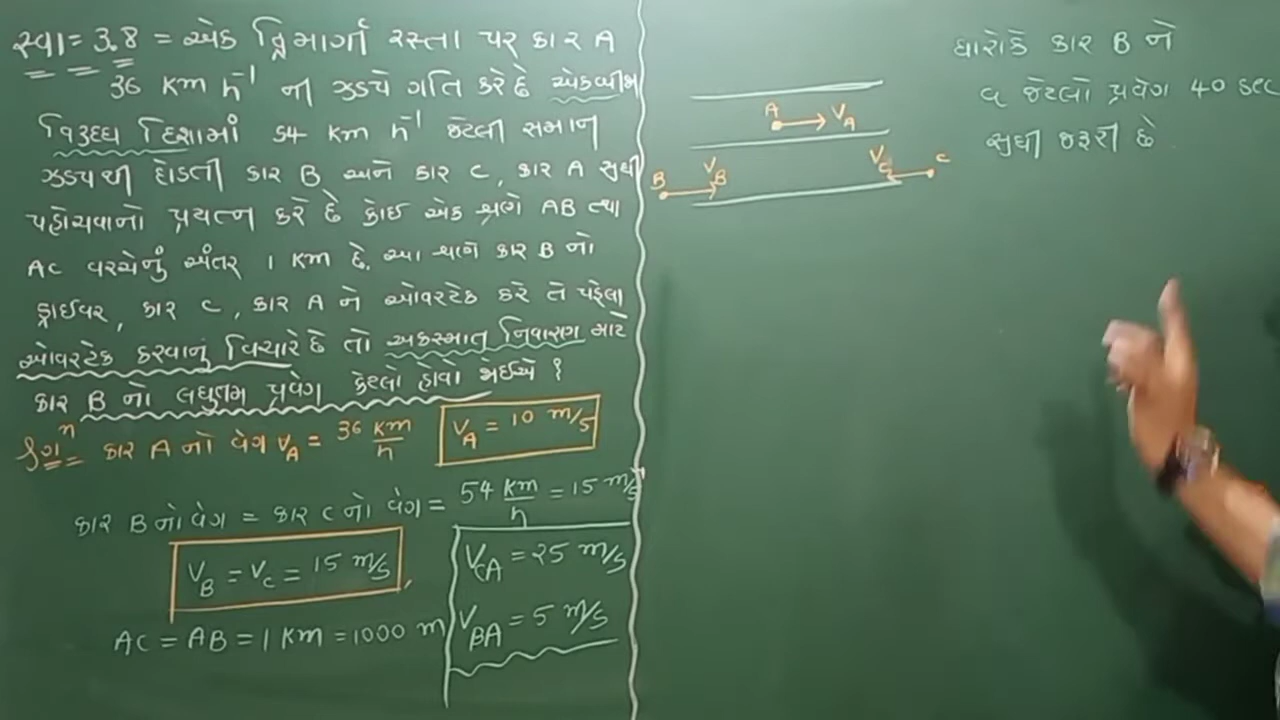 સ્વા = 3.8 = એક દ્વિમાર્ગી રસ્તા પર કાર A
36 km h⁻¹ ની ઝડપે ગતિ કરે છે એકબીજા
વિરુદ્ધ દિશામાં 54 km h⁻¹ જેટલી સમાન
ઝડપથી દોડતી કાર B અને કાર C, કાર A સુધી
પહોંચવાનો પ્રયત્ન કરે છે કોઈ એક ક્ષણે AB તથા
AC વચ્ચેનું અંતર 1 km છે. આ ક્ષણે કાર B નો
ડ્રાઈવર, કાર C, કાર A ને ઓવરટેક કરે તે પહેલા
ઓવરટેક કરવાનું વિચારે છે તો અકસ્માત નિવારણ માટે
કાર B નો લઘુત્તમ પ્રવેગ કેટલો હોવો જોઈએ ?
કાર A નો વેગ V_A = 36 km/h V_A = 10 m/s
કાર B નો વેગ = કાર C નો વેગ = 54 km/h = 15 m/s
V_B = V_C = 15 m/s,
AC = AB = 1 km = 1000 m
V_CA = 25 m/s
V_BA = 5 m/s
A V_A
B V_B
V_C C
ધારોકે કાર B ને
a જેટલો પ્રવેગ 40 sec
સુધી જરૂરી છે